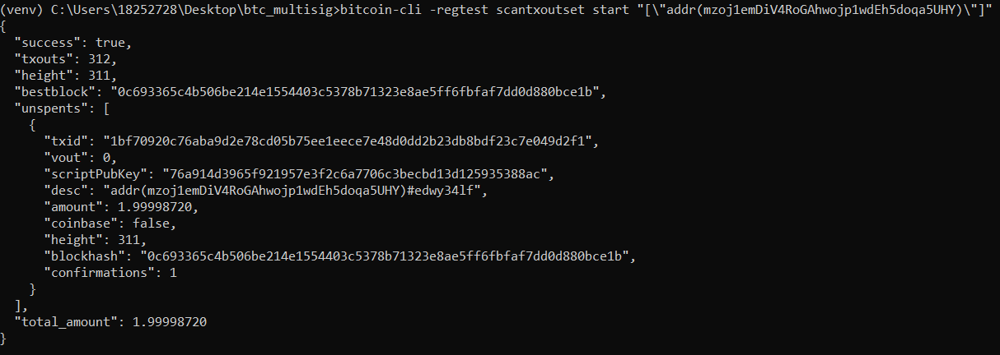 (venv) C:\Users\18252728\Desktop\btc_multisig>bitcoin-cli -regtest scantxoutset start "[\"addr(mzoj1emDiV4RoGAhwojp1wdEh5doqa5UHY)\"]"
{
  "success": true,
  "txouts": 312,
  "height": 311,
  "bestblock": "0c693365c4b506be214e1554403c5378b71323e8ae5ff6fbfaf7dd0d880bce1b",
  "unspents": [
    {
      "txid": "1bf70920c76aba9d2e78cd05b75ee1eece7e48d0dd2b23db8bdf23c7e049d2f1",
      "vout": 0,
      "scriptPubKey": "76a914d3965f921957e3f2c6a7706c3becbd13d125935388ac",
      "desc": "addr(mzoj1emDiV4RoGAhwojp1wdEh5doqa5UHY)#edwy34lf",
      "amount": 1.99998720,
      "coinbase": false,
      "height": 311,
      "blockhash": "0c693365c4b506be214e1554403c5378b71323e8ae5ff6fbfaf7dd0d880bce1b",
      "confirmations": 1
    }
  ],
  "total_amount": 1.99998720
}